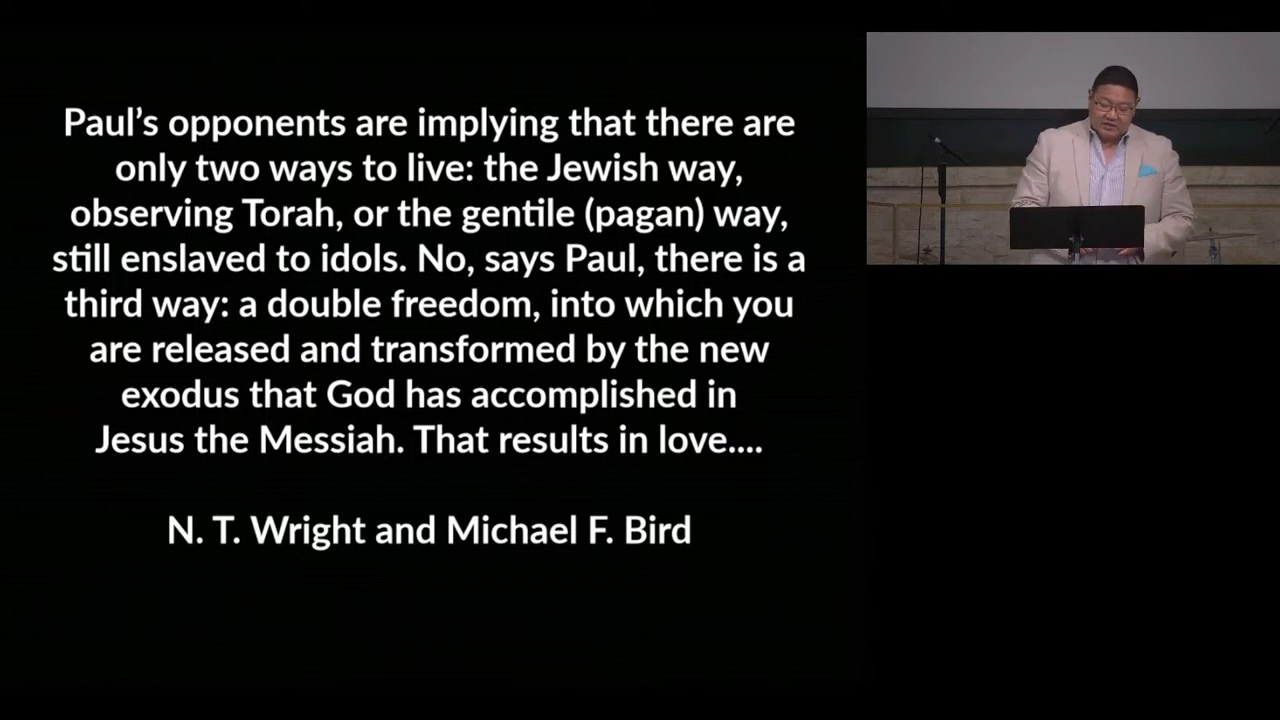 Paul’s opponents are implying that there are
only two ways to live: the Jewish way,
observing Torah, or the gentile (pagan) way,
still enslaved to idols. No, says Paul, there is a
third way: a double freedom, into which you
are released and transformed by the new
exodus that God has accomplished in
Jesus the Messiah. That results in love....
N. T. Wright and Michael F. Bird